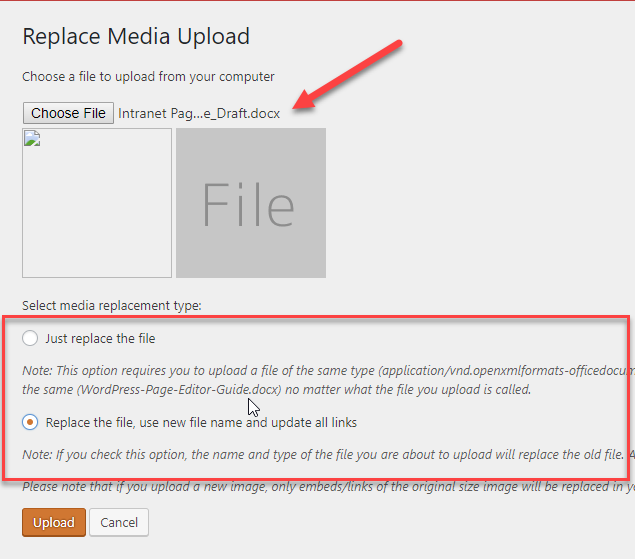 Replace Media Upload
Choose a file to upload from your computer
Choose File Intranet Pag...e_Draft.docx
File
Select media replacement type:
Just replace the file
Note: This option requires you to upload a file of the same type (application/vnd.openxmlformats-officedocum
the same (WordPress-Page-Editor-Guide.docx) no matter what the file you upload is called.
Replace the file, use new file name and update all links
Note: If you check this option, the name and type of the file you are about to upload will replace the old file. A
Please note that if you upload a new image, only embeds/links of the original size image will be replaced in yo
Upload Cancel